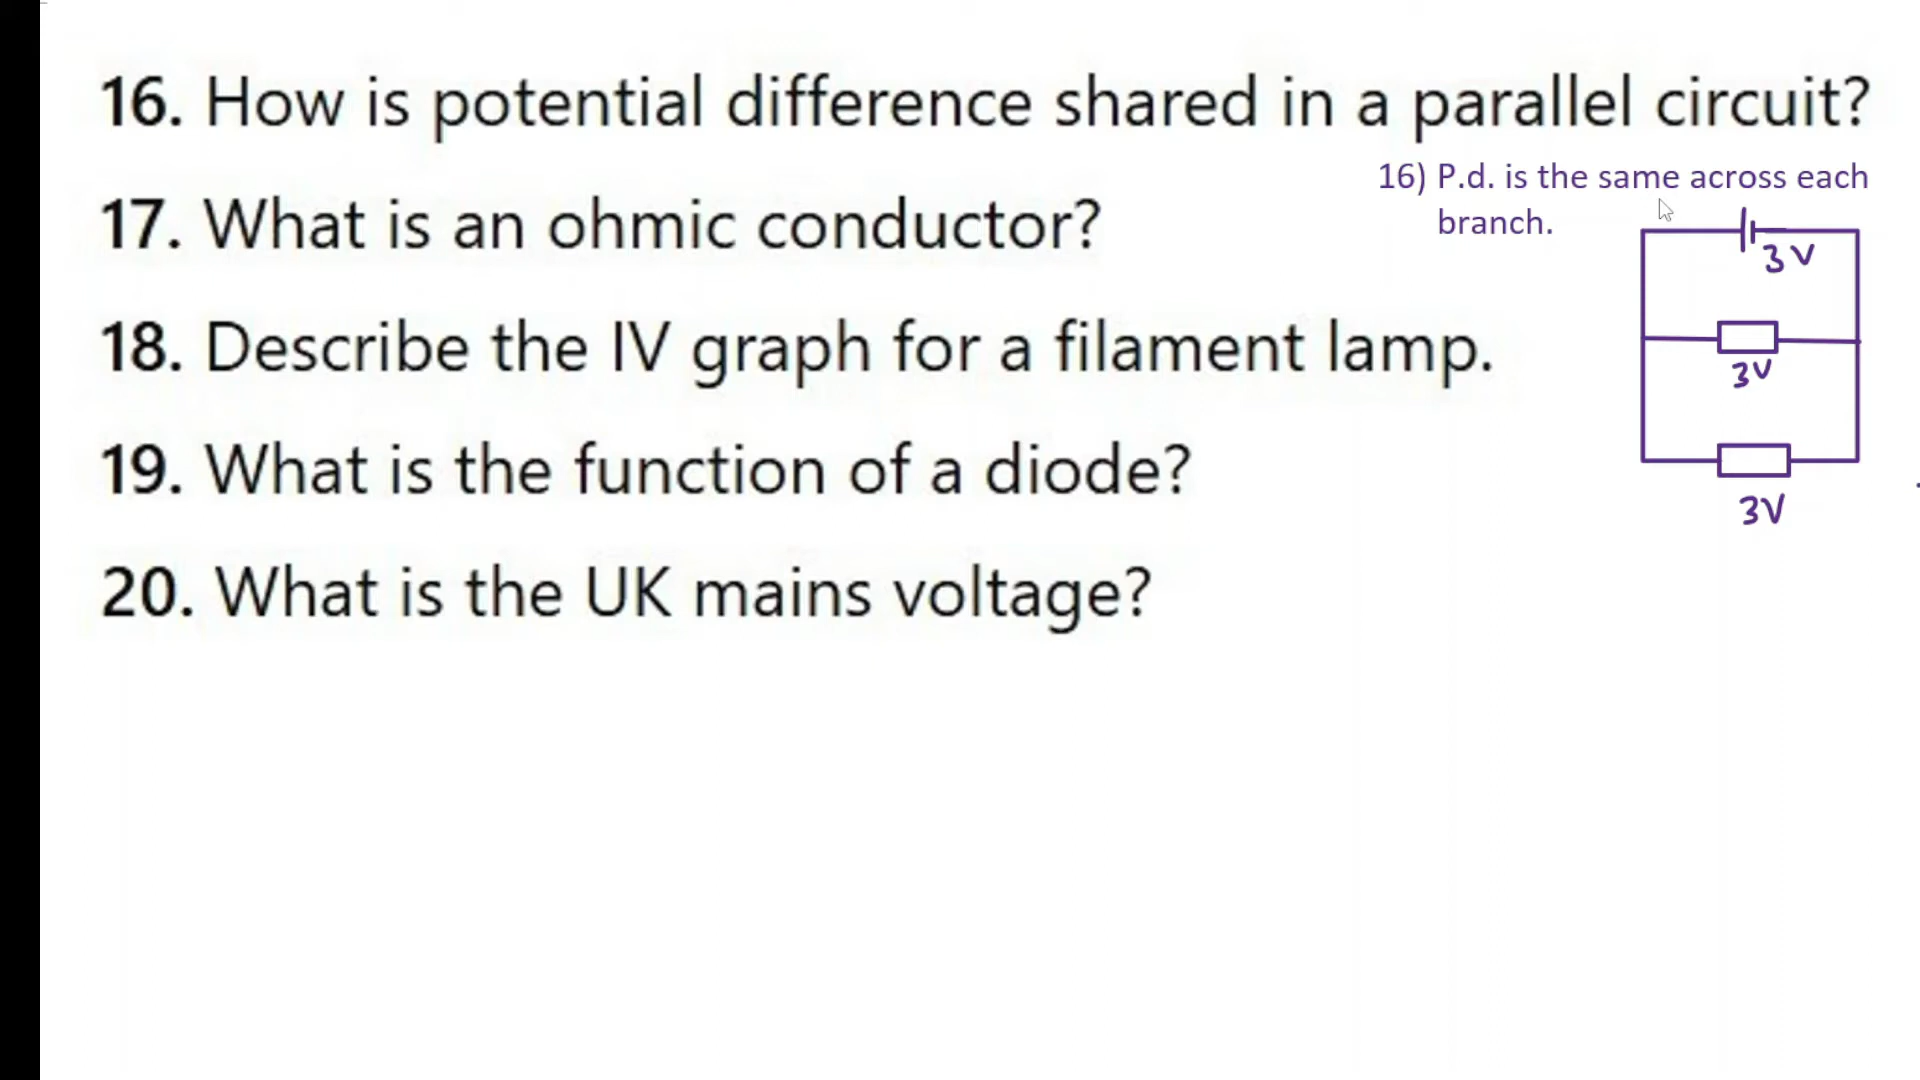 16. How is potential difference shared in a parallel circuit?
16) P.d. is the same across each
branch.
17. What is an ohmic conductor?
3V
18. Describe the IV graph for a filament lamp.
3V
19. What is the function of a diode?
3V
20. What is the UK mains voltage?